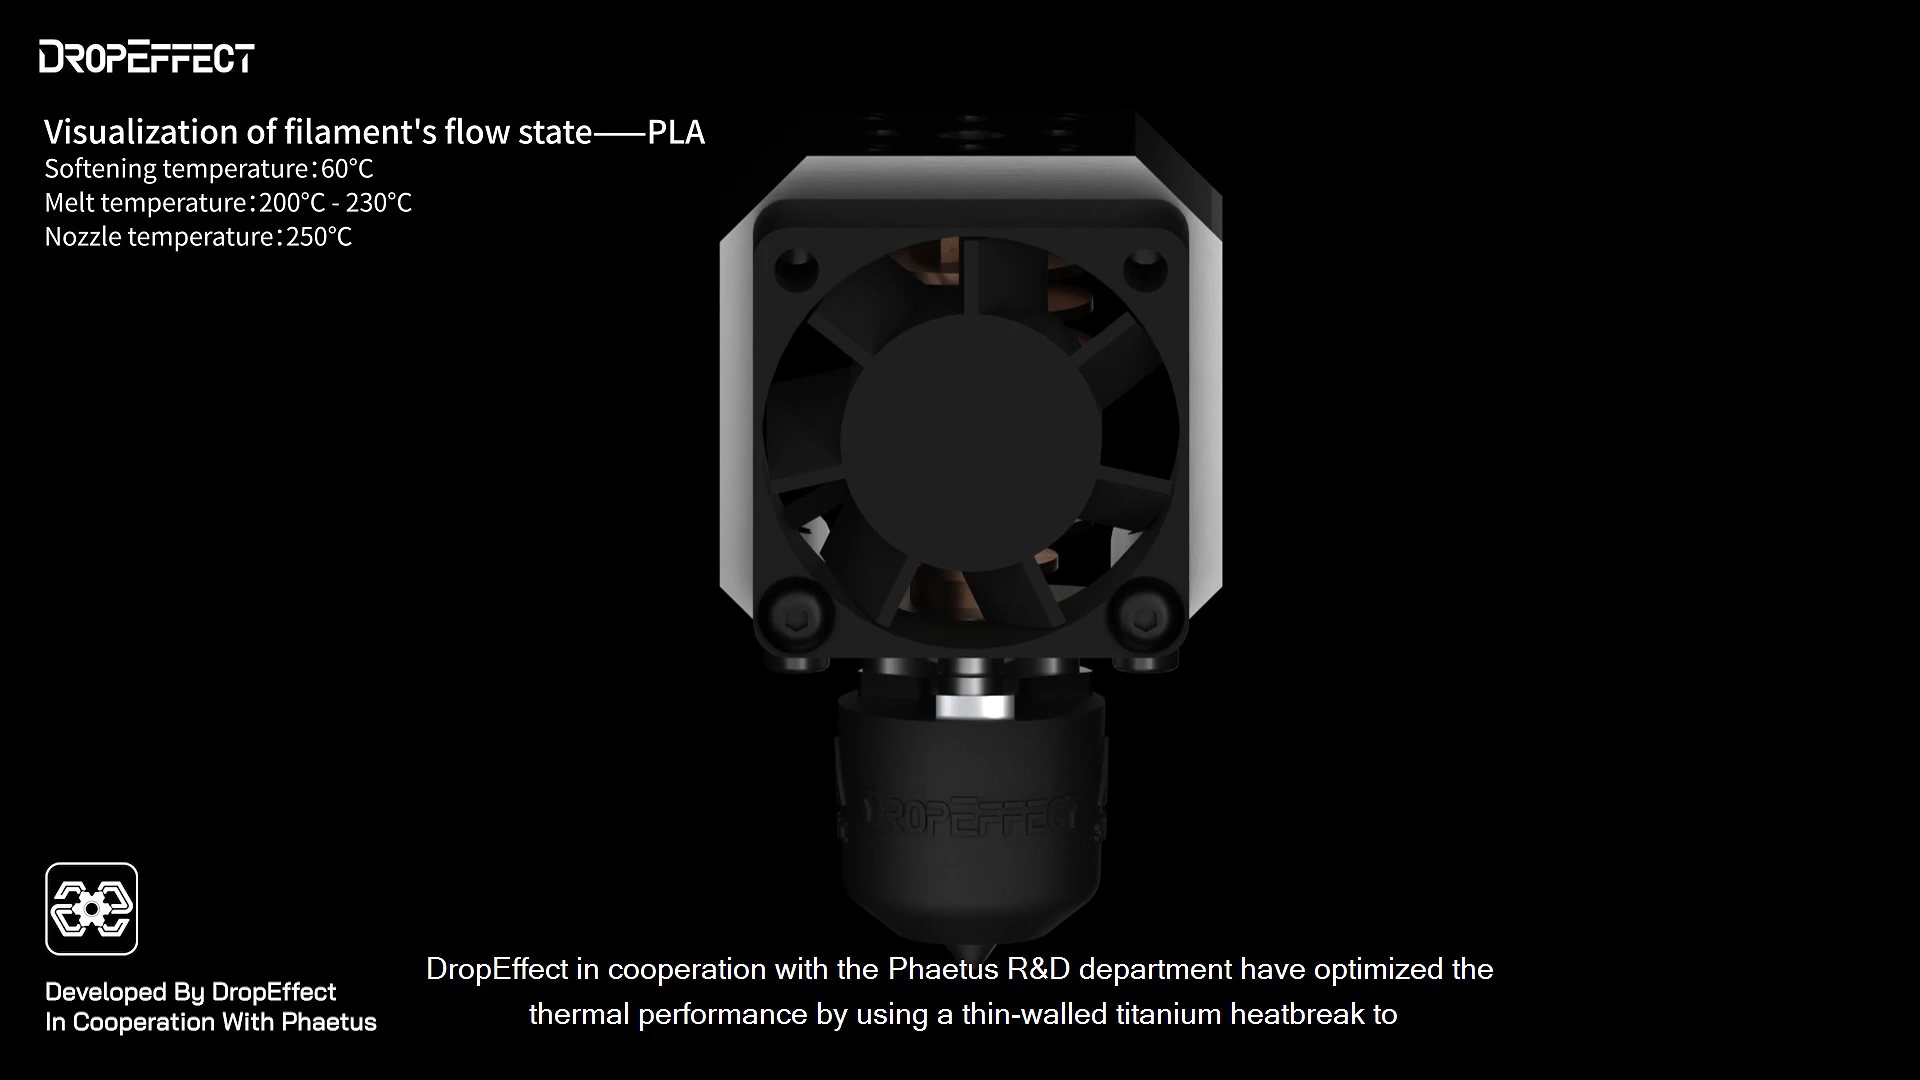 DROPEFFECT
Visualization of filament's flow state——PLA
Softening temperature:60°C
Melt temperature:200°C - 230°C
Nozzle temperature:250°C
DROPEFFECT
DropEffect in cooperation with the Phaetus R&D department have optimized the
thermal performance by using a thin-walled titanium heatbreak to
Developed By DropEffect
In Cooperation With Phaetus